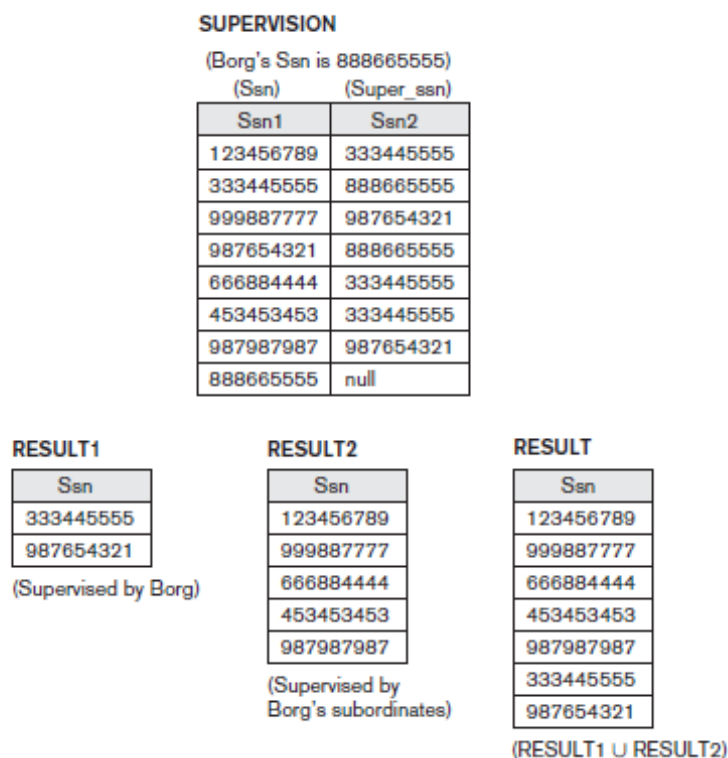 SUPERVISION
(Borg's Ssn is 888665555)
(Ssn) (Super_ssn)
Ssn1 Ssn2
123456789 333445555
333445555 888665555
999887777 987654321
987654321 888665555
666884444 333445555
453453453 333445555
987987987 987654321
888665555 null
RESULT1
Ssn
333445555
987654321
(Supervised by Borg)
RESULT2
Ssn
123456789
999887777
666884444
453453453
987987987
(Supervised by
Borg's subordinates)
RESULT
Ssn
123456789
999887777
666884444
453453453
987987987
333445555
987654321
(RESULT1 ∪ RESULT2)